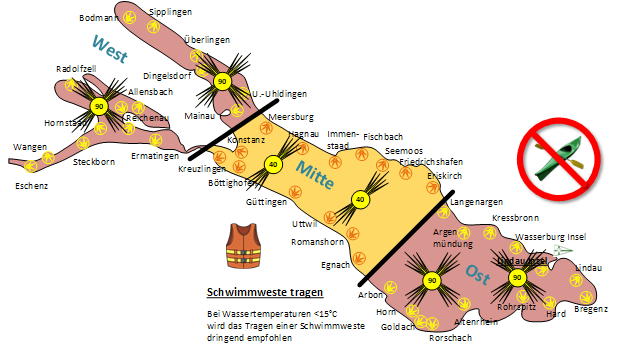 Bodmann
Sipplingen
West
Überlingen
Radolfzell
Dingelsdorf
90
Allensbach
U.-Uhldingen
90
Hornstaad
Reichenau
Mainau
Meersburg
Wangen
Konstanz
Hagnau
Immen-
staad
Fischbach
Seemoos
Steckborn
Ermatingen
Kreuzlingen
40
Mitte
Friedrichshafen
Eschenz
Böttighofen
Eriskirch
Güttingen
40
Langenargen
Kressbronn
Uttwil
Argen
mündung
Wasserburg Insel
Romanshorn
Lindau Insel
Egnach
Ost
Lindau
90
90
Schwimmweste tragen
Arbon
Horn
Rohrspitz
Hard
Bregenz
Goldach
Altenrhein
Rorschach
Bei Wassertemperaturen <15°C
wird das Tragen einer Schwimmweste
dringend empfohlen